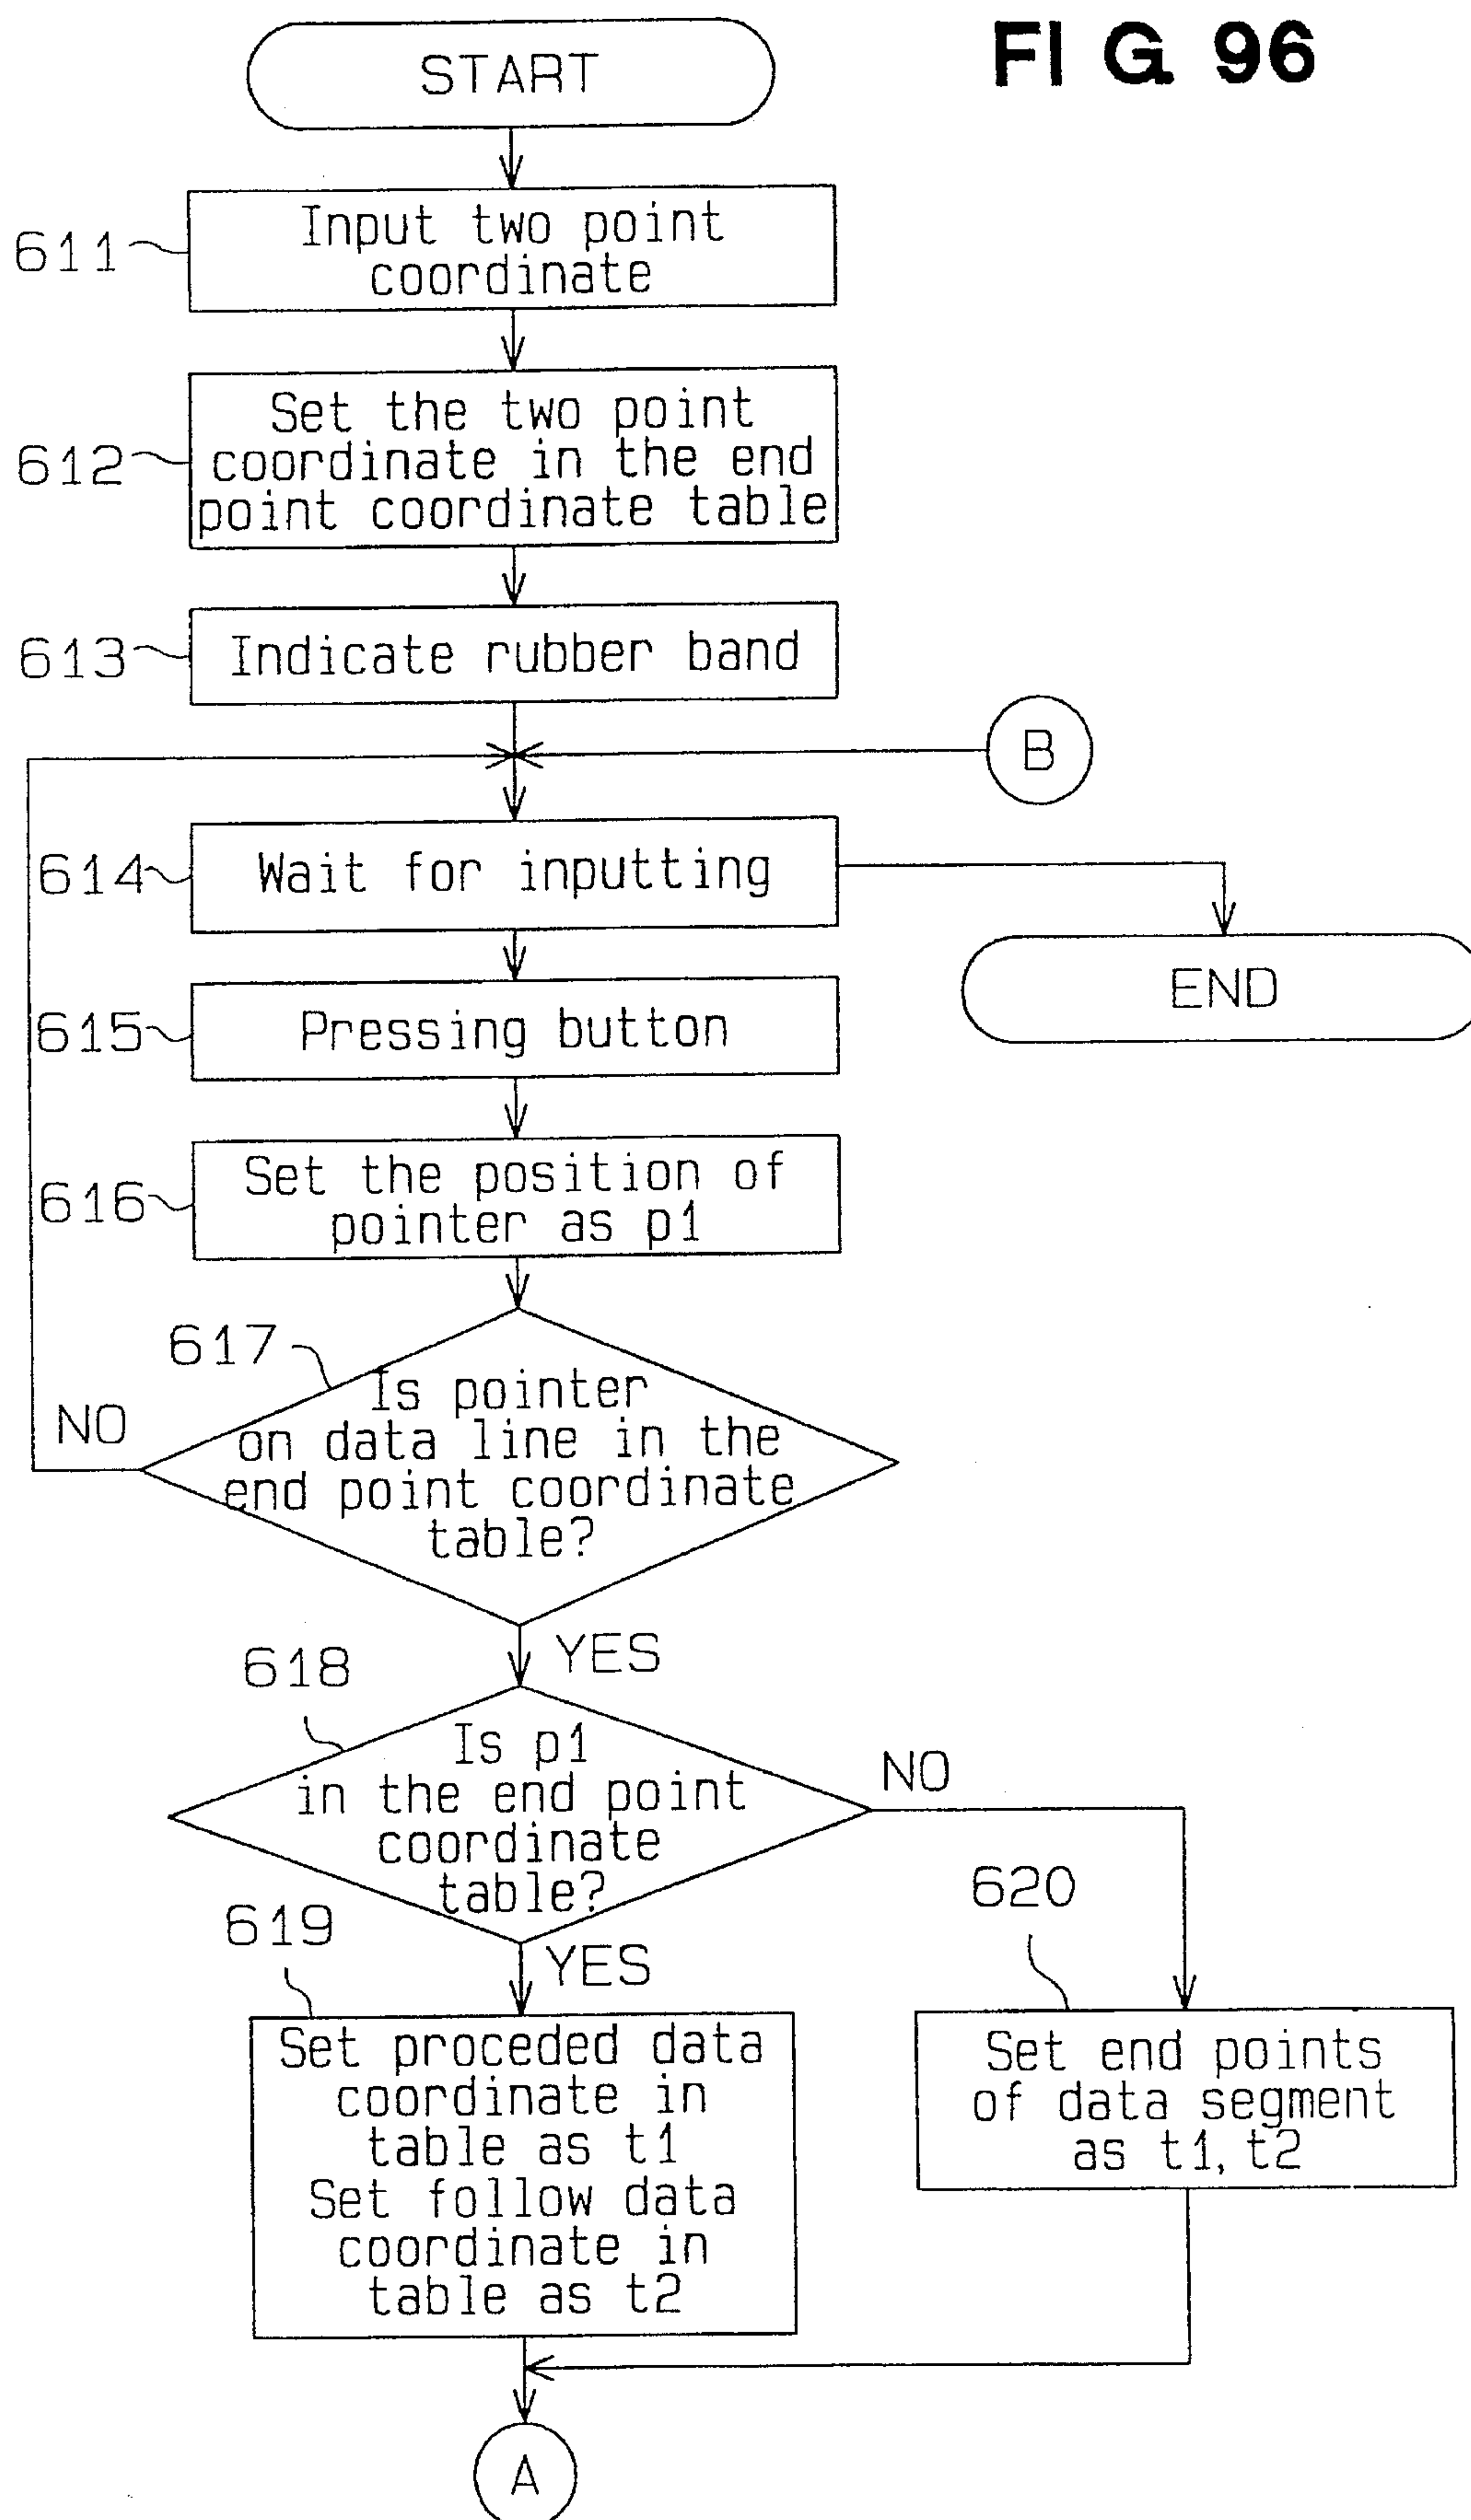 FIG 96
START
611
Input two point
coordinate
612
Set the two point
coordinate in the end
point coordinate table
613
Indicate rubber band
B
614
Wait for inputting
END
615
Pressing button
616
Set the position of
pointer as p1
617
Is pointer
on data line in the
end point coordinate
table?
NO
YES
618
Is p1
in the end point
coordinate
table?
NO
YES
619
Set proceded data
coordinate in
table as t1
Set follow data
coordinate in
table as t2
620
Set end points
of data segment
as t1, t2
A